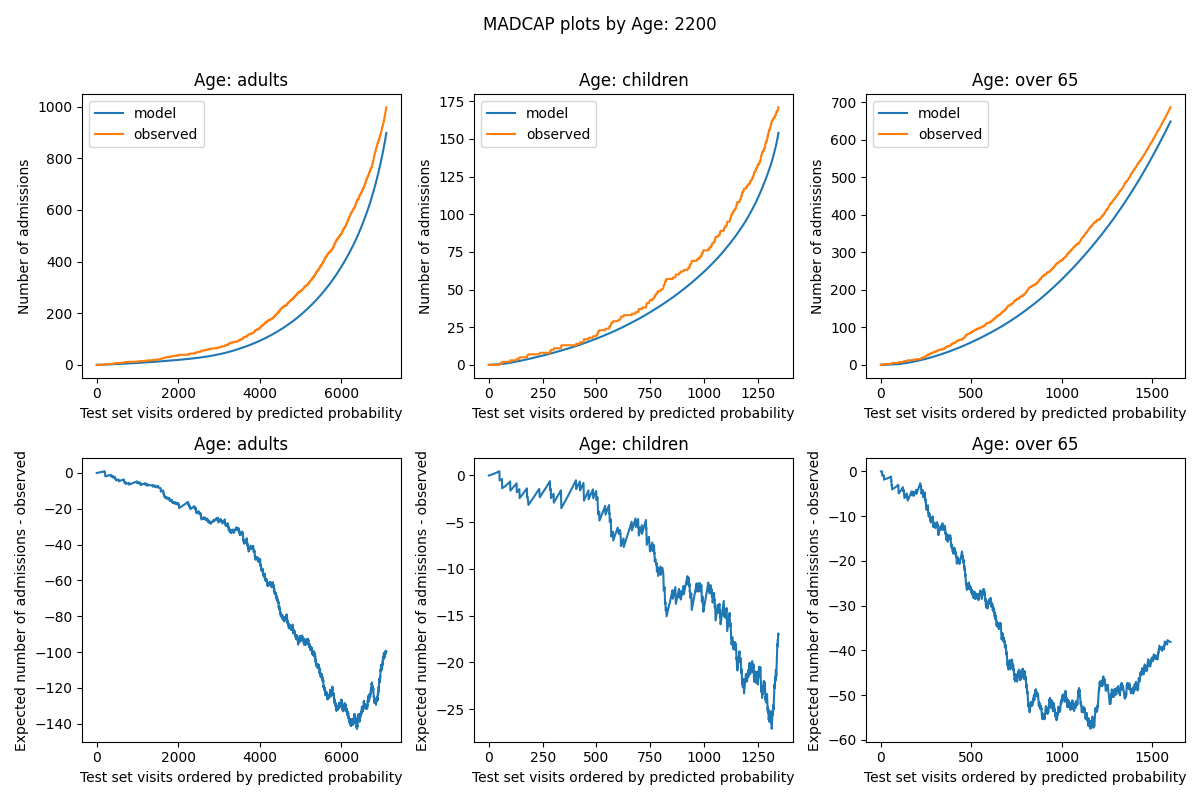 MADCAP plots by Age: 2200
Age: adults
model
observed
Number of admissions
0
200
400
600
800
1000
0
2000
4000
6000
Test set visits ordered by predicted probability
Age: children
model
observed
Number of admissions
0
25
50
75
100
125
150
175
0
250
500
750
1000
1250
Test set visits ordered by predicted probability
Age: over 65
model
observed
Number of admissions
0
100
200
300
400
500
600
700
0
500
1000
1500
Test set visits ordered by predicted probability
Age: adults
Expected number of admissions - observed
0
−20
−40
−60
−80
−100
−120
−140
0
2000
4000
6000
Test set visits ordered by predicted probability
Age: children
Expected number of admissions - observed
0
−5
−10
−15
−20
−25
0
250
500
750
1000
1250
Test set visits ordered by predicted probability
Age: over 65
Expected number of admissions - observed
0
−10
−20
−30
−40
−50
−60
0
500
1000
1500
Test set visits ordered by predicted probability